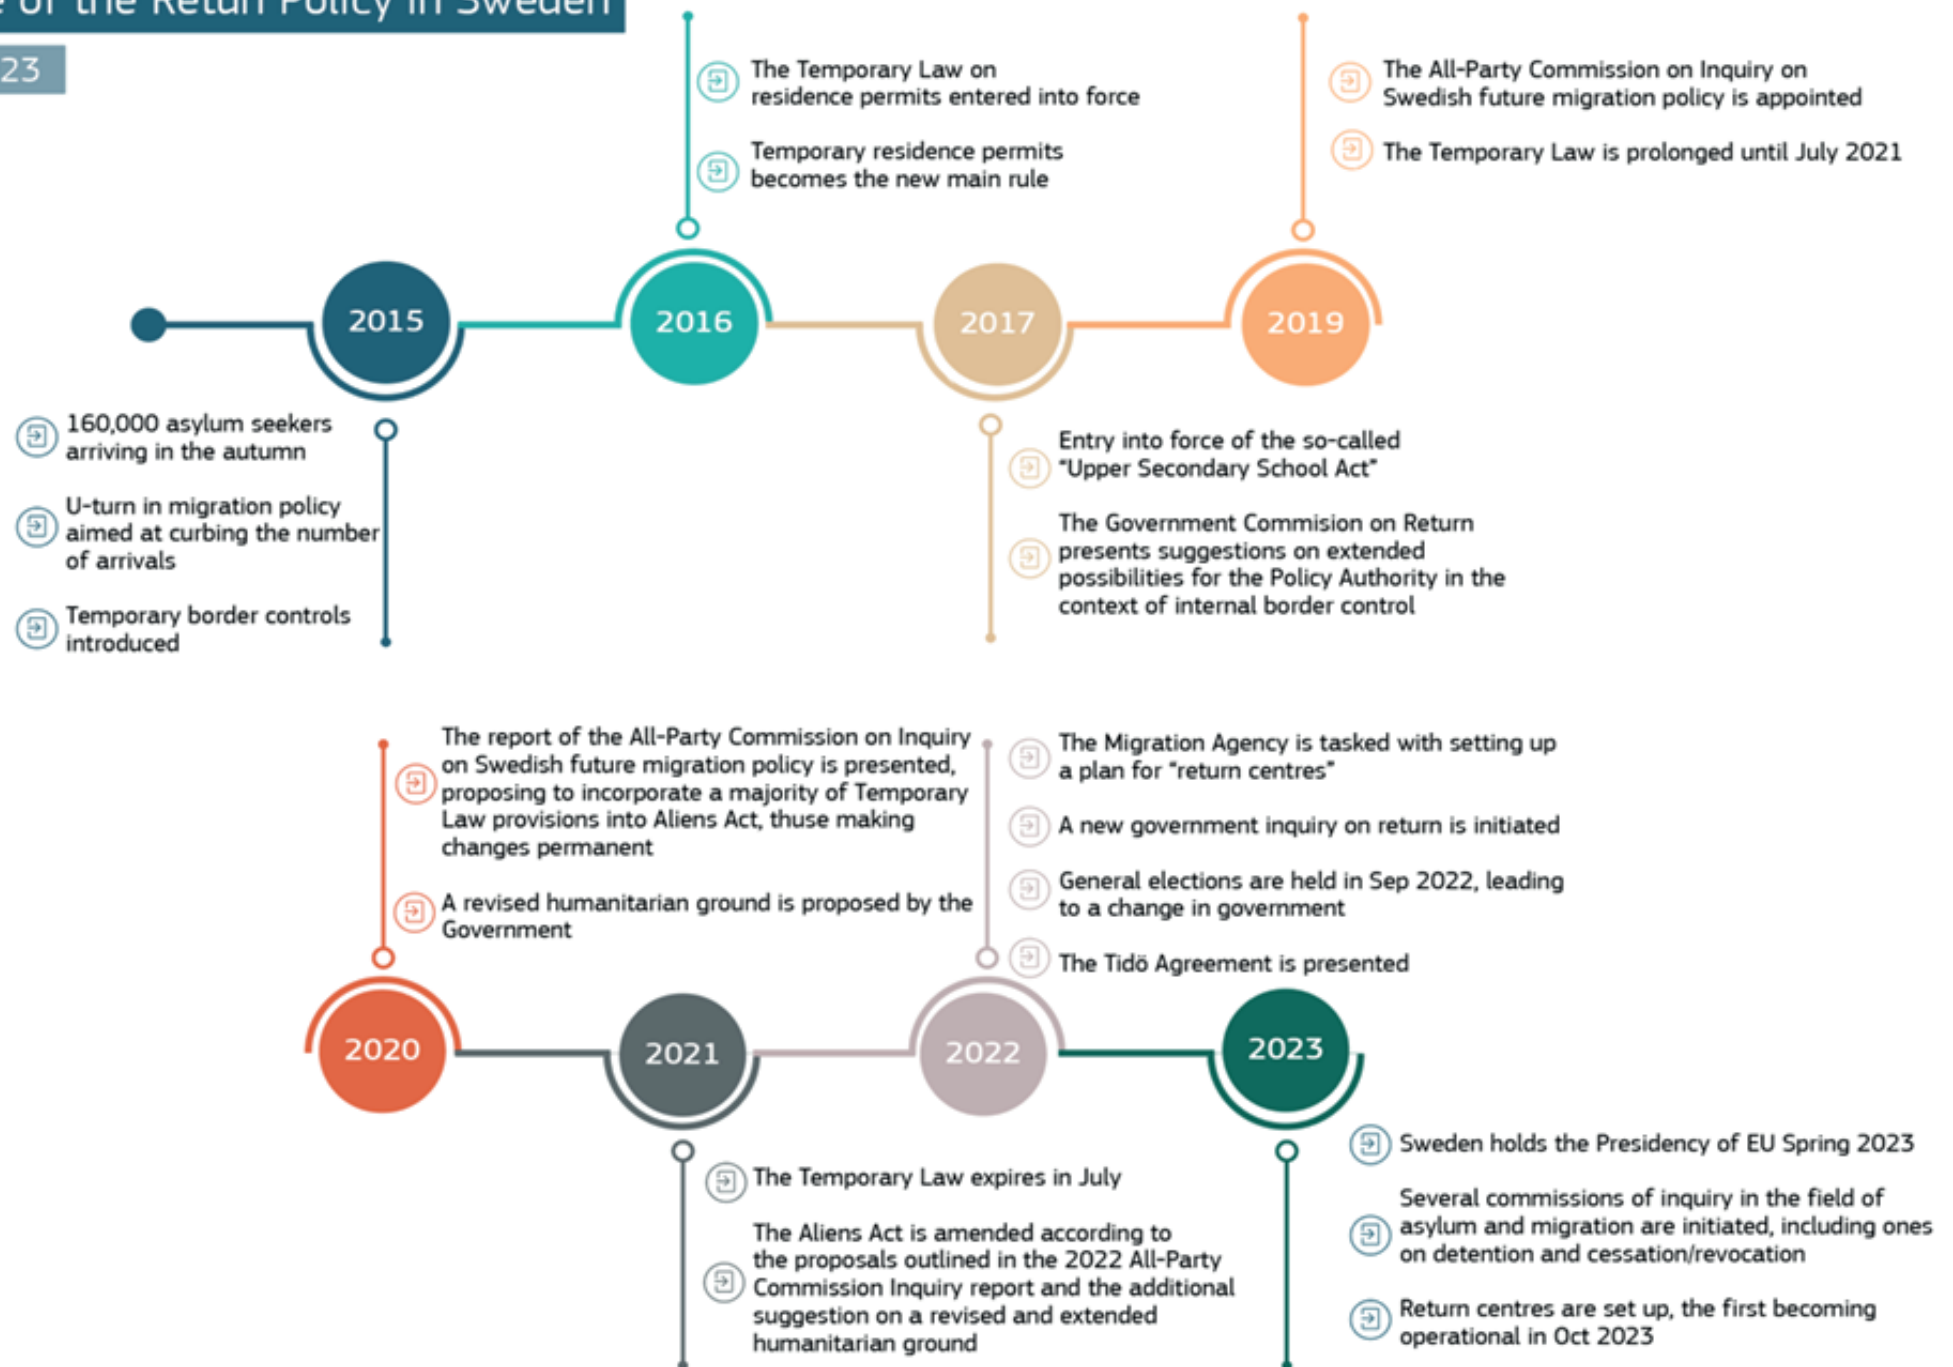 of the Return Policy in Sweden
23
The Temporary Law on
residence permits entered into force
Temporary residence permits
becomes the new main rule
The All-Party Commission on Inquiry on
Swedish future migration policy is appointed
The Temporary Law is prolonged until July 2021
2015
2016
2017
2019
160,000 asylum seekers
arriving in the autumn
U-turn in migration policy
aimed at curbing the number
of arrivals
Temporary border controls
introduced
Entry into force of the so-called
“Upper Secondary School Act”
The Government Commision on Return
presents suggestions on extended
possibilities for the Policy Authority in the
context of internal border control
The report of the All-Party Commission on Inquiry
on Swedish future migration policy is presented,
proposing to incorporate a majority of Temporary
Law provisions into Aliens Act, thuse making
changes permanent
A revised humanitarian ground is proposed by the
Government
The Migration Agency is tasked with setting up
a plan for “return centres”
A new government inquiry on return is initiated
General elections are held in Sep 2022, leading
to a change in government
The Tidö Agreement is presented
2020
2021
2022
2023
The Temporary Law expires in July
The Aliens Act is amended according to
the proposals outlined in the 2022 All-Party
Commission Inquiry report and the additional
suggestion on a revised and extended
humanitarian ground
Sweden holds the Presidency of EU Spring 2023
Several commissions of inquiry in the field of
asylum and migration are initiated, including ones
on detention and cessation/revocation
Return centres are set up, the first becoming
operational in Oct 2023